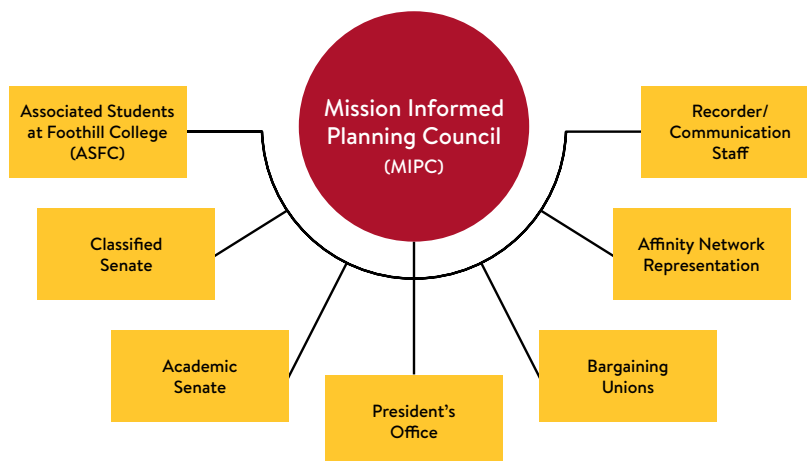 Mission Informed
Planning Council
(MIPC)
Associated Students
at Foothill College
(ASFC)
Recorder/
Communication
Staff
Classified
Senate
Affinity Network
Representation
Academic
Senate
Bargaining
Unions
President’s
Office